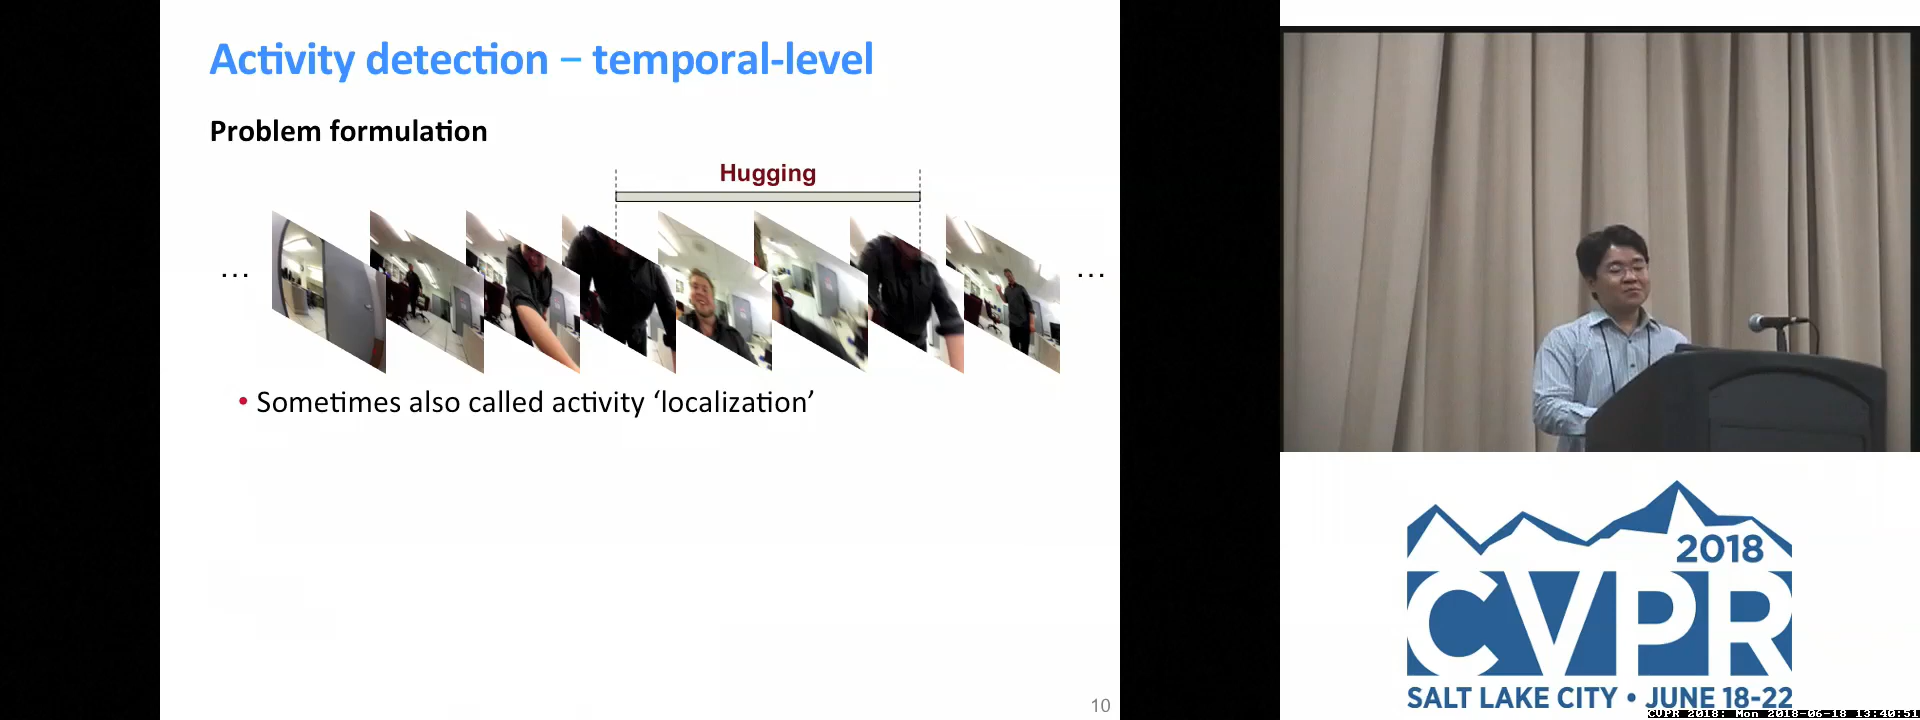 Activity detection – temporal-level
Problem formulation
Hugging
... ...
• Sometimes also called activity ‘localization’
10
2018
CVPR
SALT LAKE CITY • JUNE 18-22
CVPR 2018: Mon 2018-06-18 13:40:51